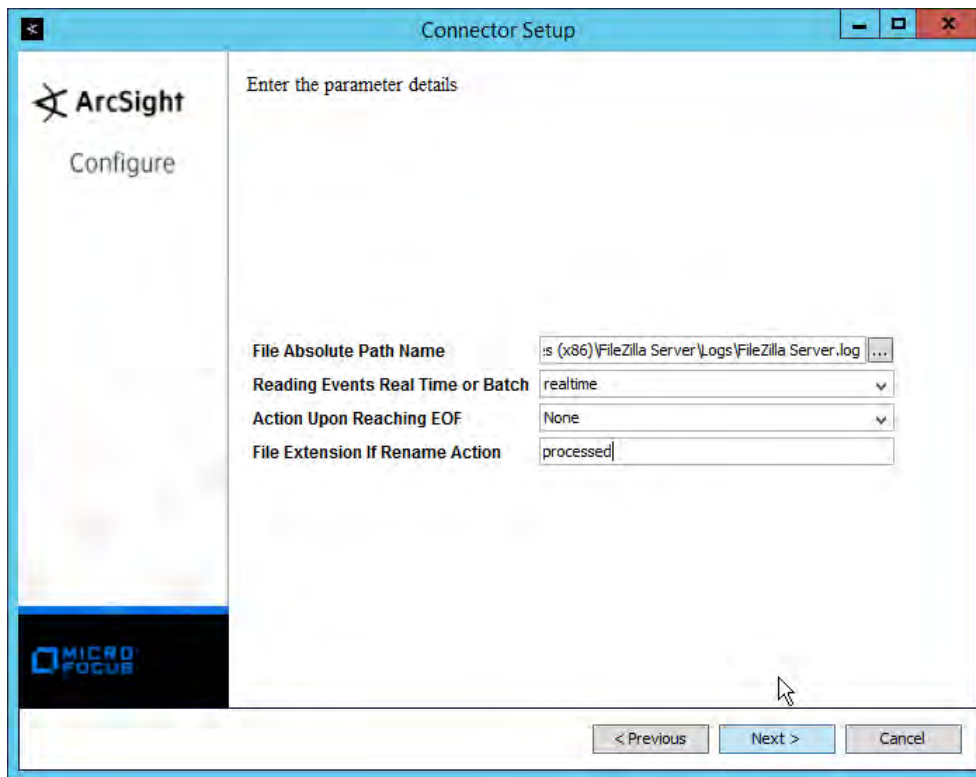 Connector Setup
ArcSight
Configure
Enter the parameter details
File Absolute Path Name :s (x86)\FileZilla Server\Logs\FileZilla Server.log ...
Reading Events Real Time or Batch realtime
Action Upon Reaching EOF None
File Extension If Rename Action processed
MICRO
FOCUS
< Previous Next > Cancel